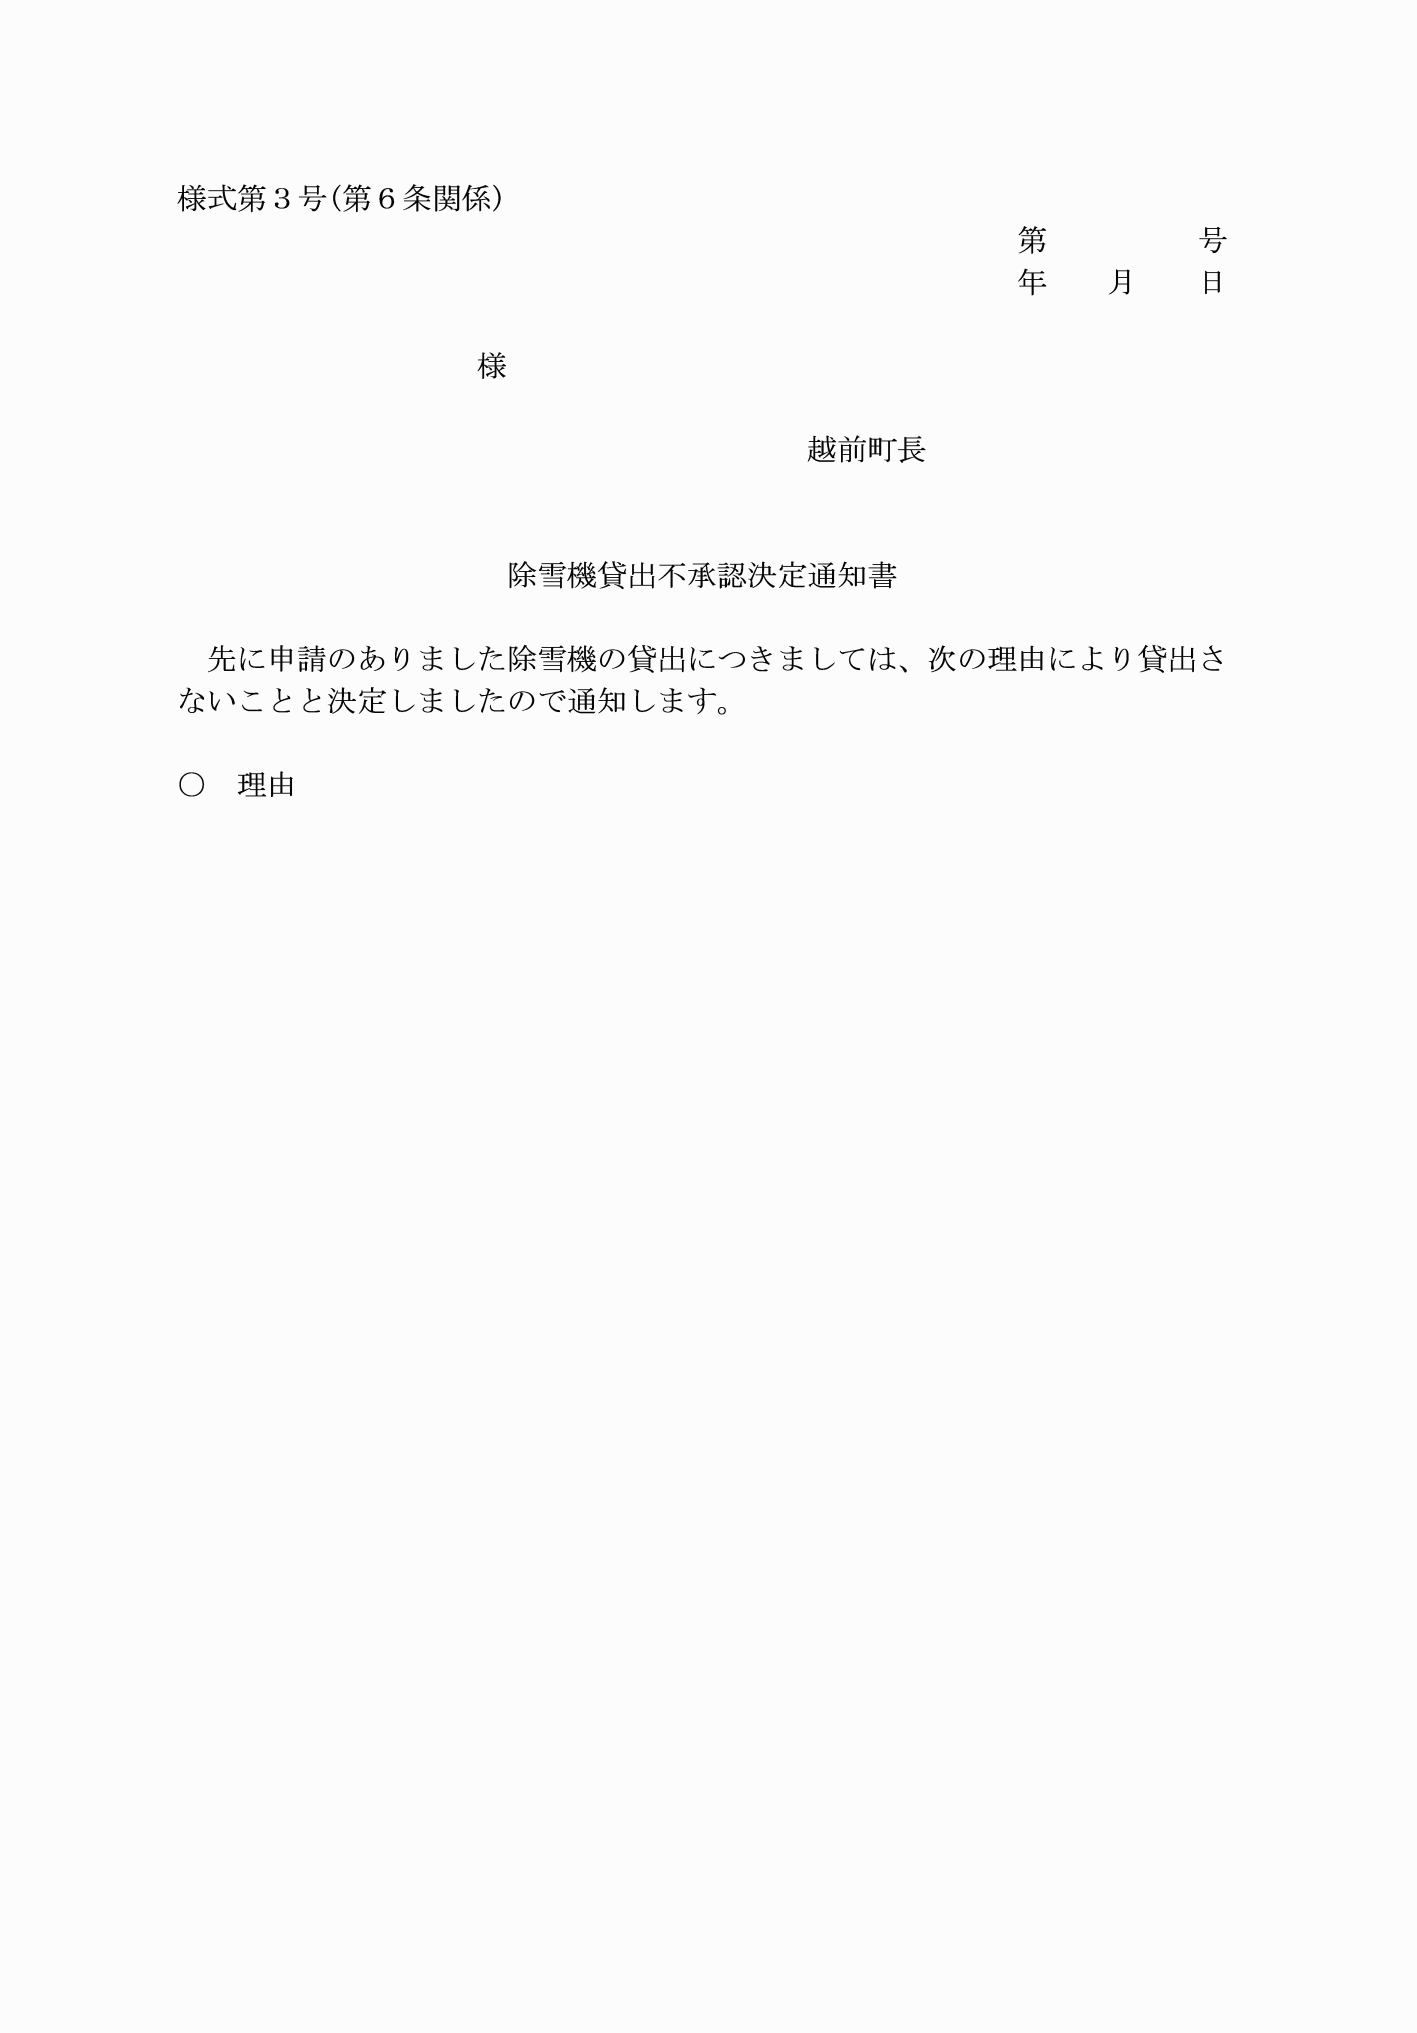 様式第３号(第６条関係)
第　　　　　号
年　　月　　日
様
越前町長
除雪機貸出不承認決定通知書
先に申請のありました除雪機の貸出につきましては、次の理由により貸出さ
ないことと決定しましたので通知します。
○　理由